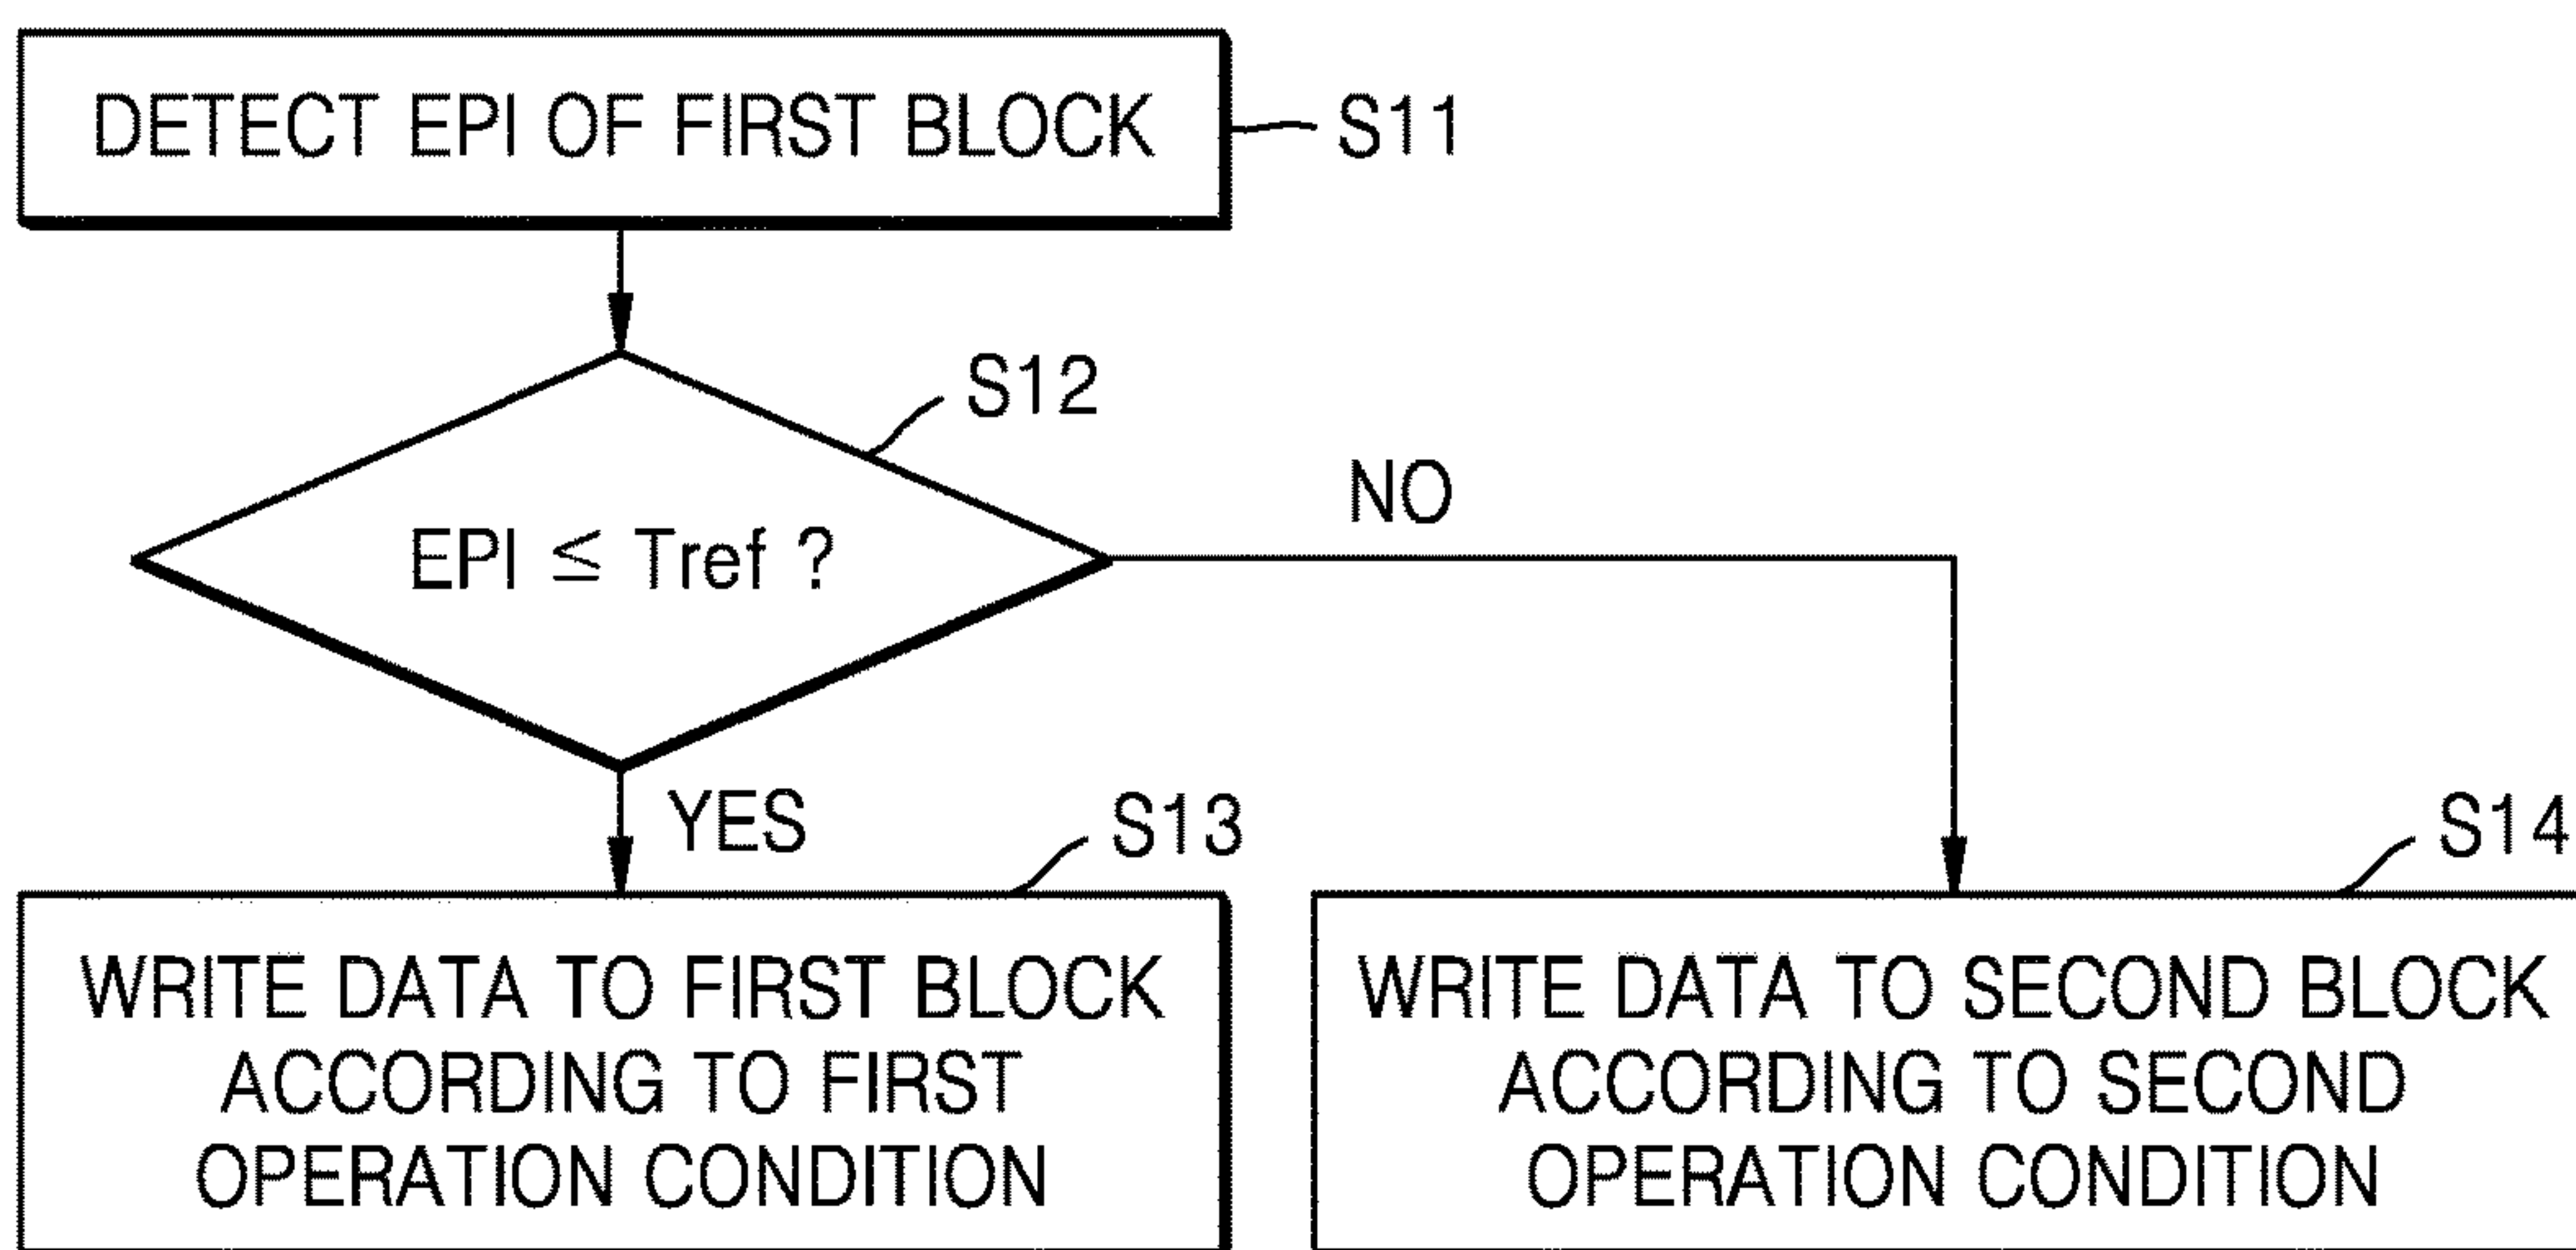 DETECT EPI OF FIRST BLOCK
S11
S12
EPI ≤ Tref ?
NO
YES
S13
S14
WRITE DATA TO FIRST BLOCK
ACCORDING TO FIRST
OPERATION CONDITION
WRITE DATA TO SECOND BLOCK
ACCORDING TO SECOND
OPERATION CONDITION